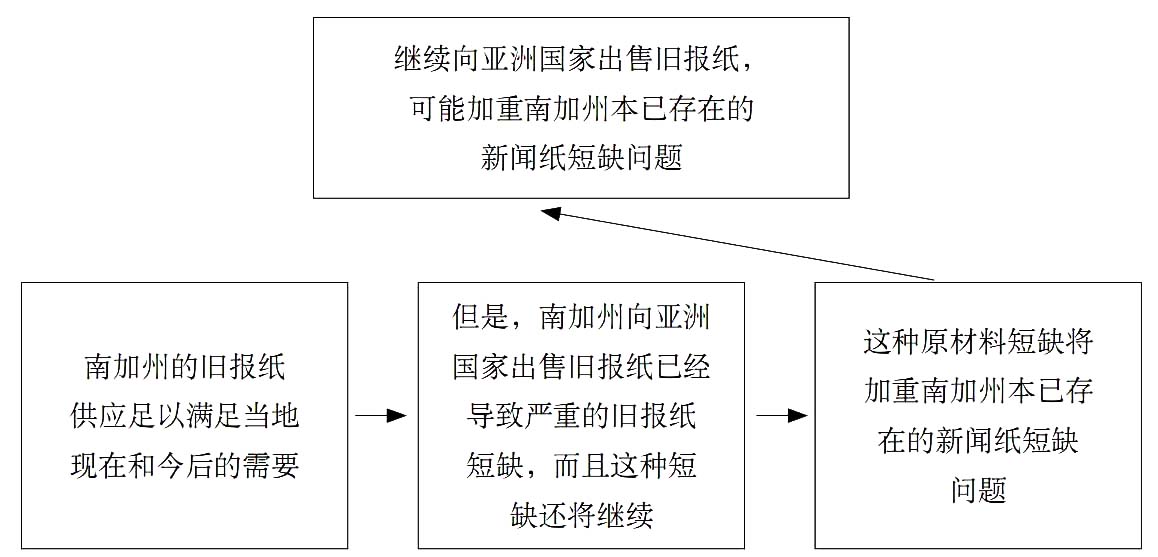 继续向亚洲国家出售旧报纸，
可能加重南加州本已存在的
新闻纸短缺问题
南加州的旧报纸
供应足以满足当地
现在和今后的需要
但是，南加州向亚洲
国家出售旧报纸已经
导致严重的旧报纸
短缺，而且这种短
缺还将继续
这种原材料短缺将
加重南加州本已存
在的新闻纸短缺
问题